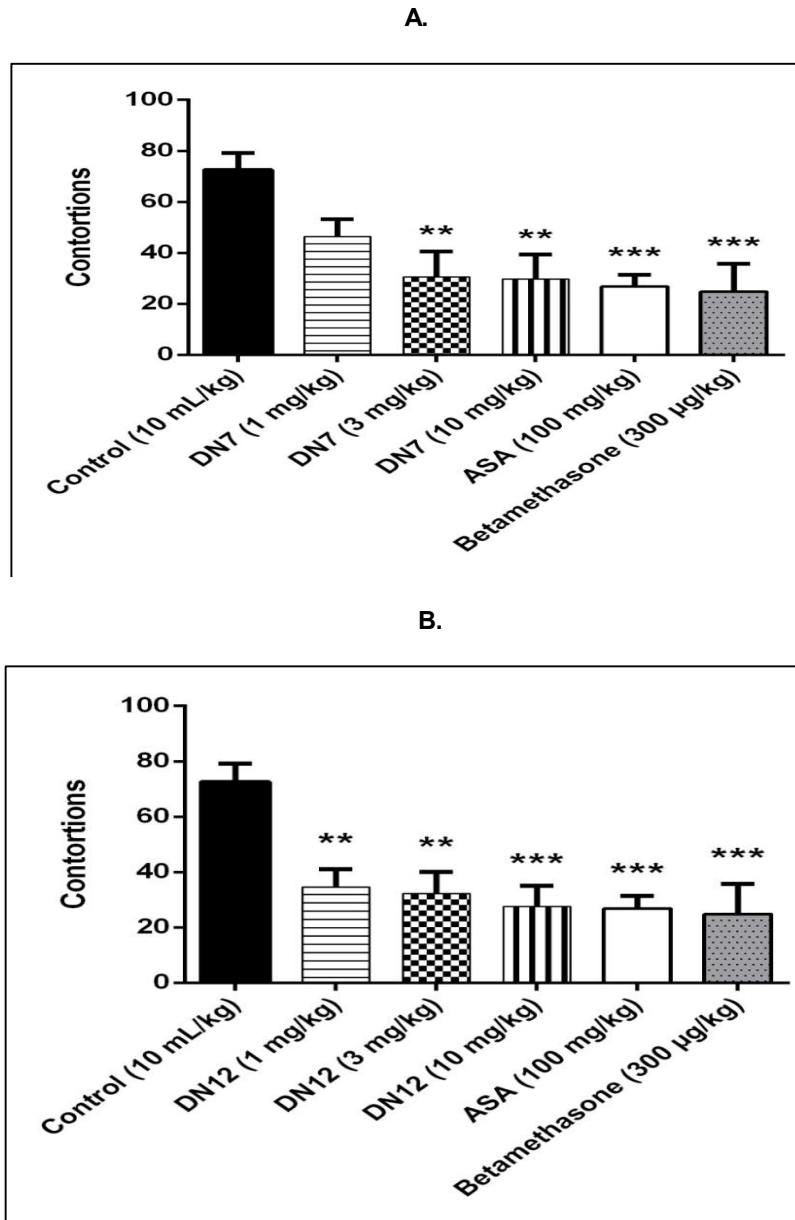 A.
100
80
60
40
20
0
Contortions
**
**
***
***
Control (10 mL/kg)
DN7 (1 mg/kg)
DN7 (3 mg/kg)
DN7 (10 mg/kg)
ASA (100 mg/kg)
Betamethasone (300 µg/kg)
B.
100
80
60
40
20
0
Contortions
**
**
***
***
***
Control (10 mL/kg)
DN12 (1 mg/kg)
DN12 (3 mg/kg)
DN12 (10 mg/kg)
ASA (100 mg/kg)
Betamethasone (300 µg/kg)